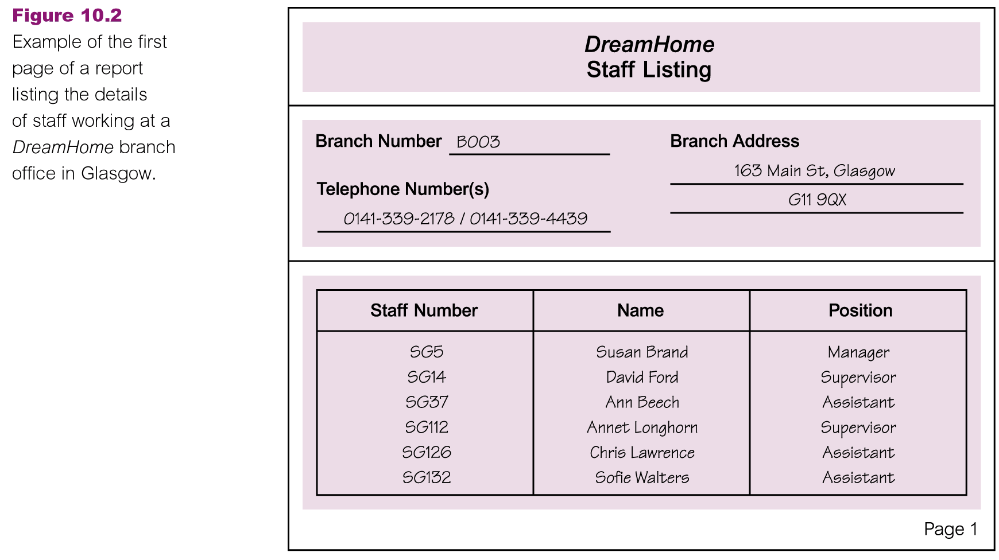 Figure 10.2
Example of the first
page of a report
listing the details
of staff working at a
DreamHome branch
office in Glasgow.
DreamHome
Staff Listing
Branch Number B003
Telephone Number(s)
0141-339-2178 / 0141-339-4439
Branch Address
163 Main St, Glasgow
G11 9QX
Staff Number Name Position
SG5 Susan Brand Manager
SG14 David Ford Supervisor
SG37 Ann Beech Assistant
SG112 Annet Longhorn Supervisor
SG126 Chris Lawrence Assistant
SG132 Sofie Walters Assistant
Page 1